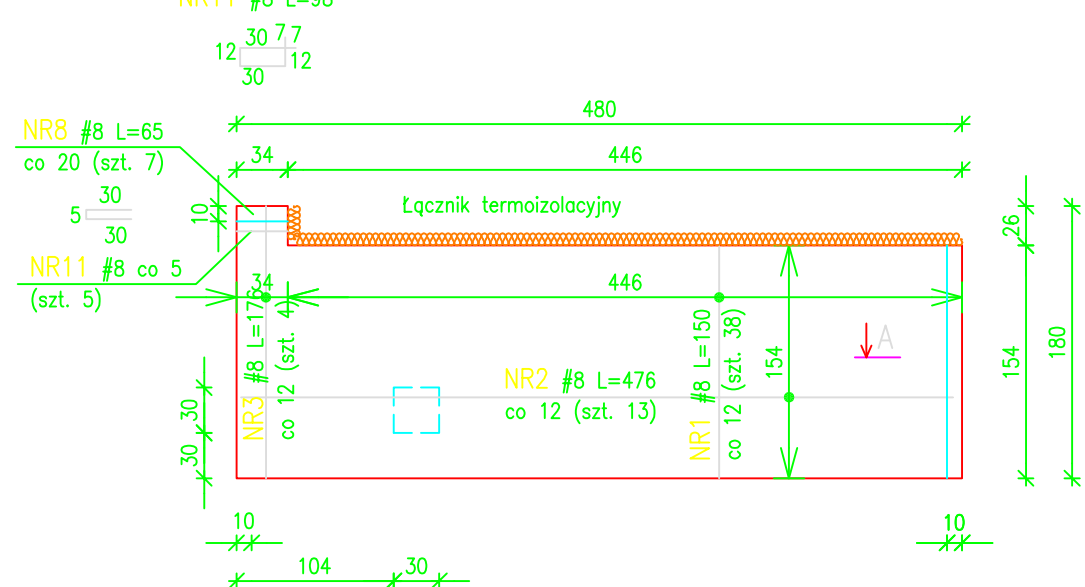 #8 L=98
30 7 7
12
12
30
480
NR8 #8 L=65
co 20 (szt. 7)
34
446
30
5
30
10
Łącznik termoizolacyjny
26
NR11 #8 co 5
(szt. 5)
34
446
NR3 #8 L=176
co 12 (szt. 4)
NR1 #8 L=150
co 12 (szt. 38)
154
A
154
180
NR2 #8 L=476
co 12 (szt. 13)
30
30
10
10
104
30